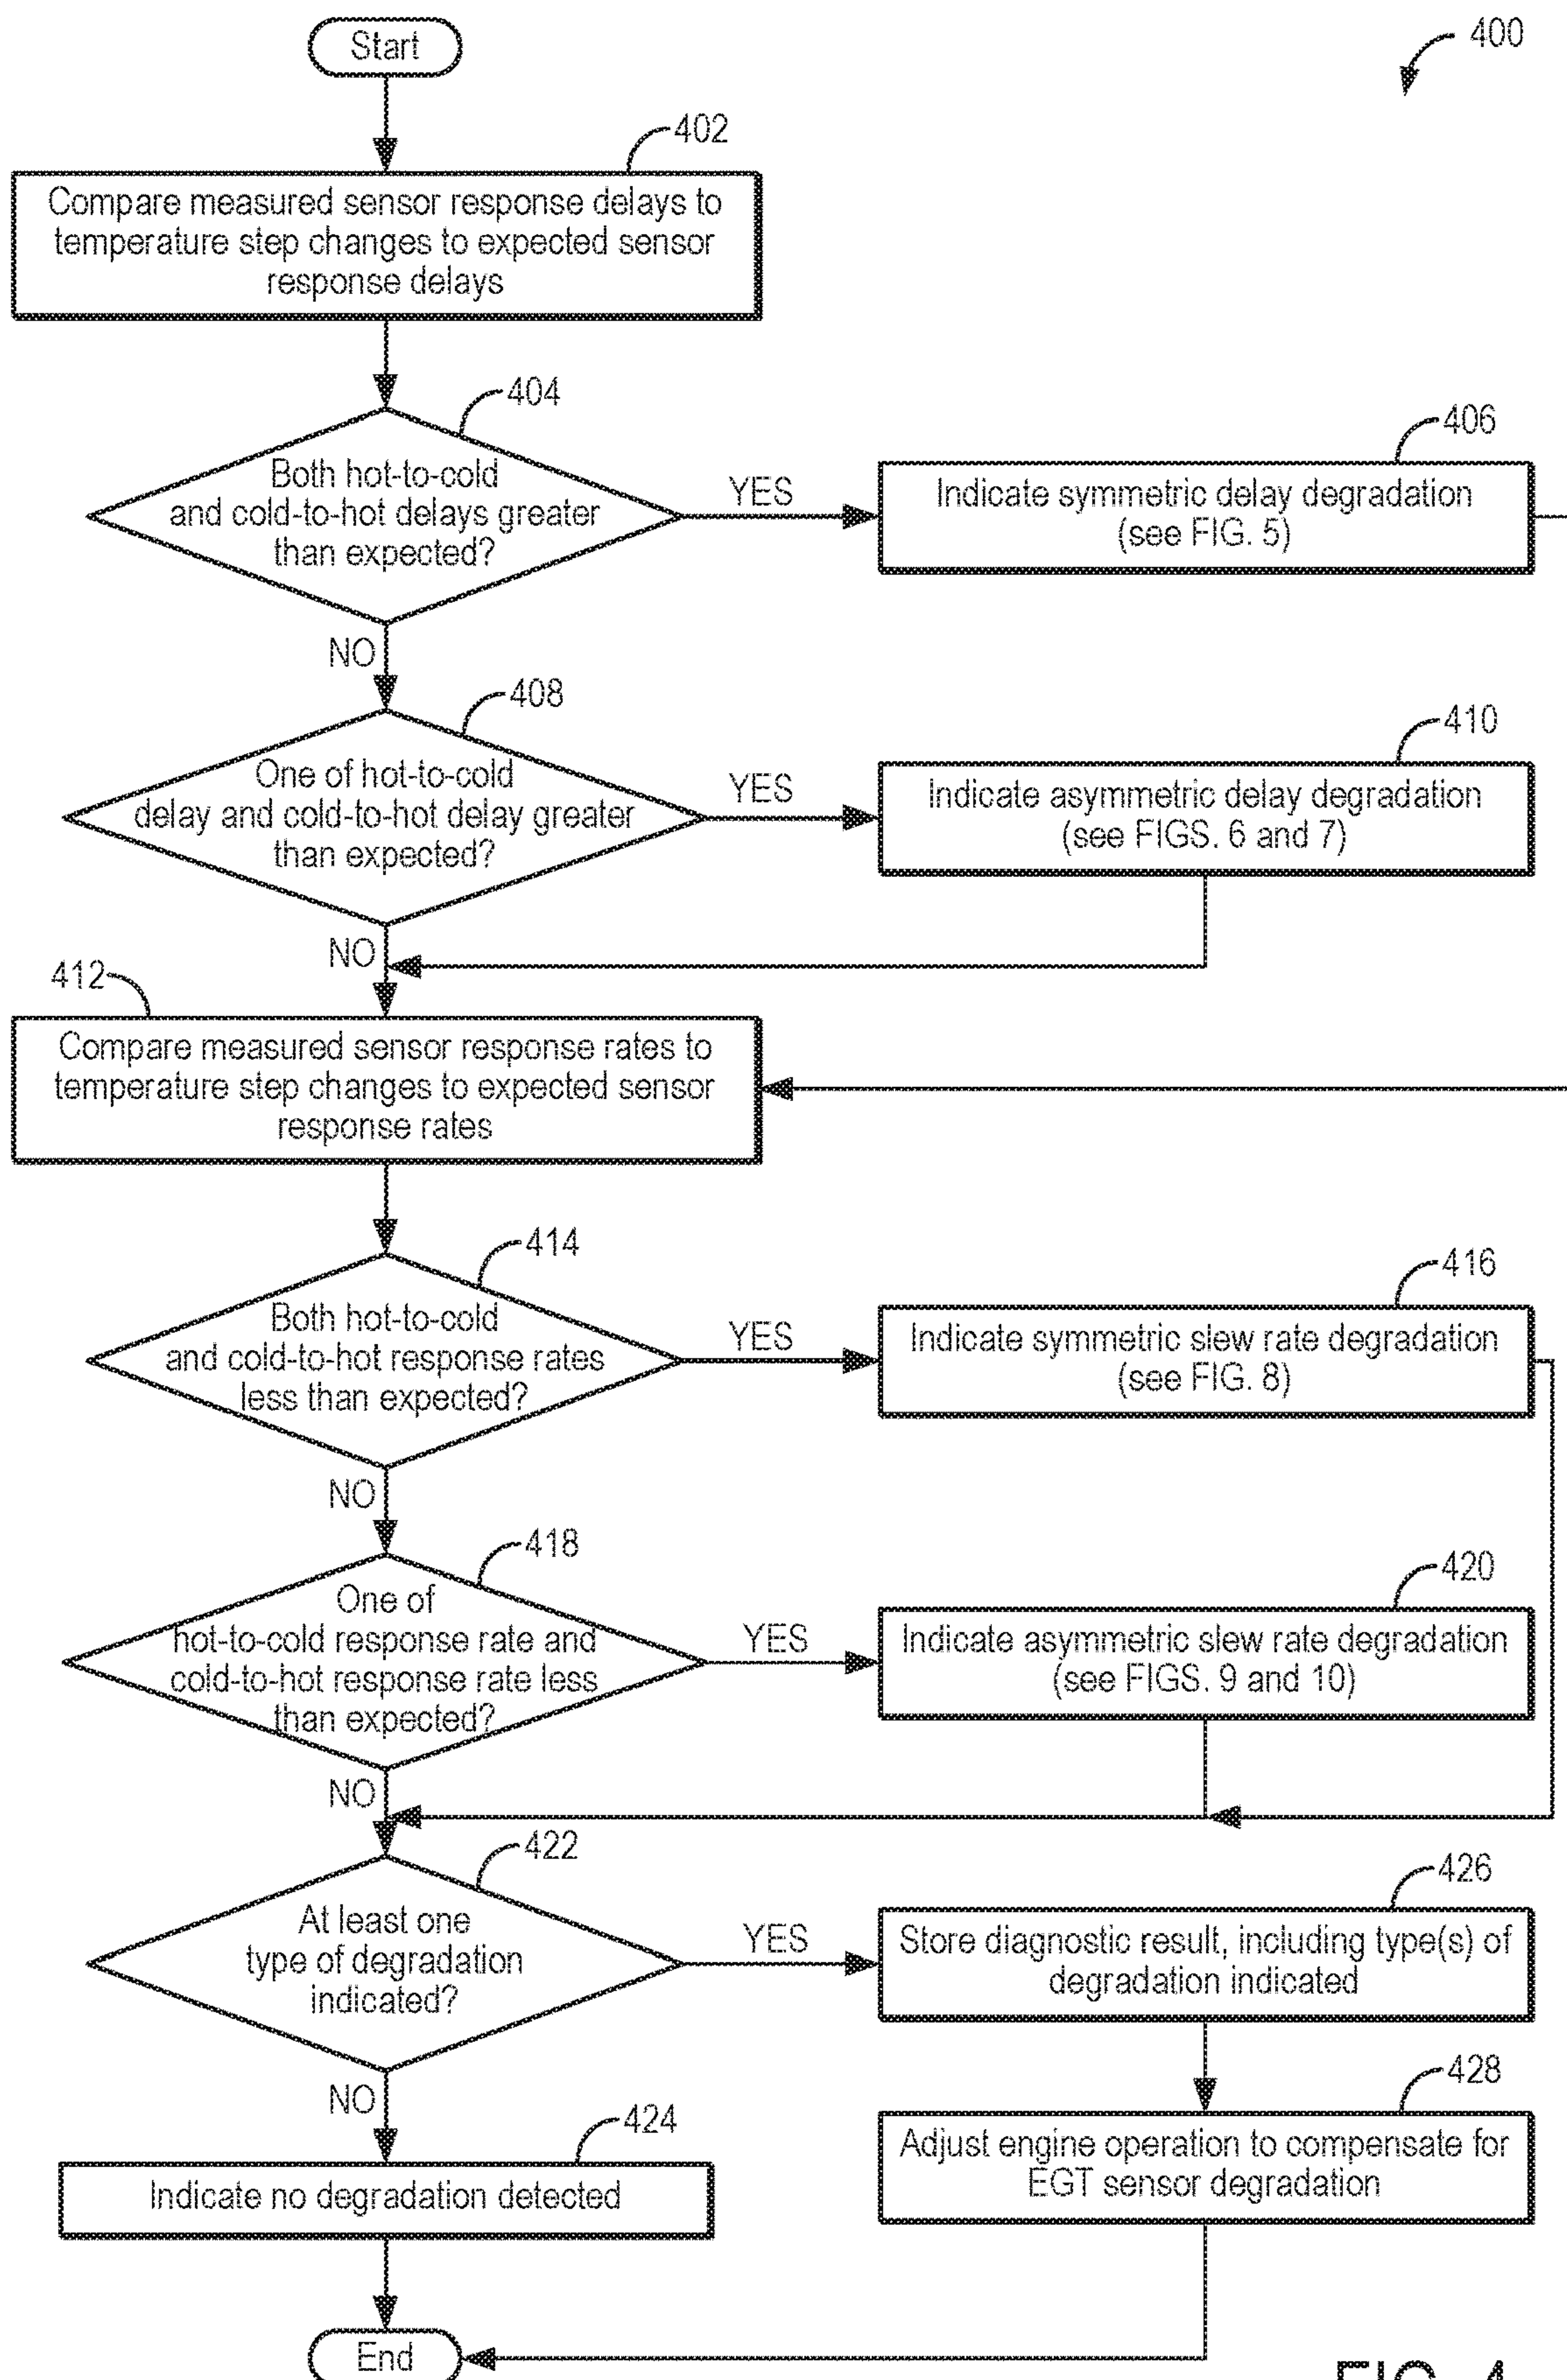 Start
400
402
Compare measured sensor response delays to
temperature step changes to expected sensor
response delays
404
Both hot-to-cold
and cold-to-hot delays greater
than expected?
YES
406
Indicate symmetric delay degradation
(see FIG. 5)
NO
408
One of hot-to-cold
delay and cold-to-hot delay greater
than expected?
YES
410
Indicate asymmetric delay degradation
(see FIGS. 6 and 7)
NO
412
Compare measured sensor response rates to
temperature step changes to expected sensor
response rates
414
Both hot-to-cold
and cold-to-hot response rates
less than expected?
YES
416
Indicate symmetric slew rate degradation
(see FIG. 8)
NO
418
One of
hot-to-cold response rate and
cold-to-hot response rate less
than expected?
YES
420
Indicate asymmetric slew rate degradation
(see FIGS. 9 and 10)
NO
422
At least one
type of degradation
indicated?
YES
426
Store diagnostic result, including type(s) of
degradation indicated
NO
424
Indicate no degradation detected
428
Adjust engine operation to compensate for
EGT sensor degradation
End
FIG. 4